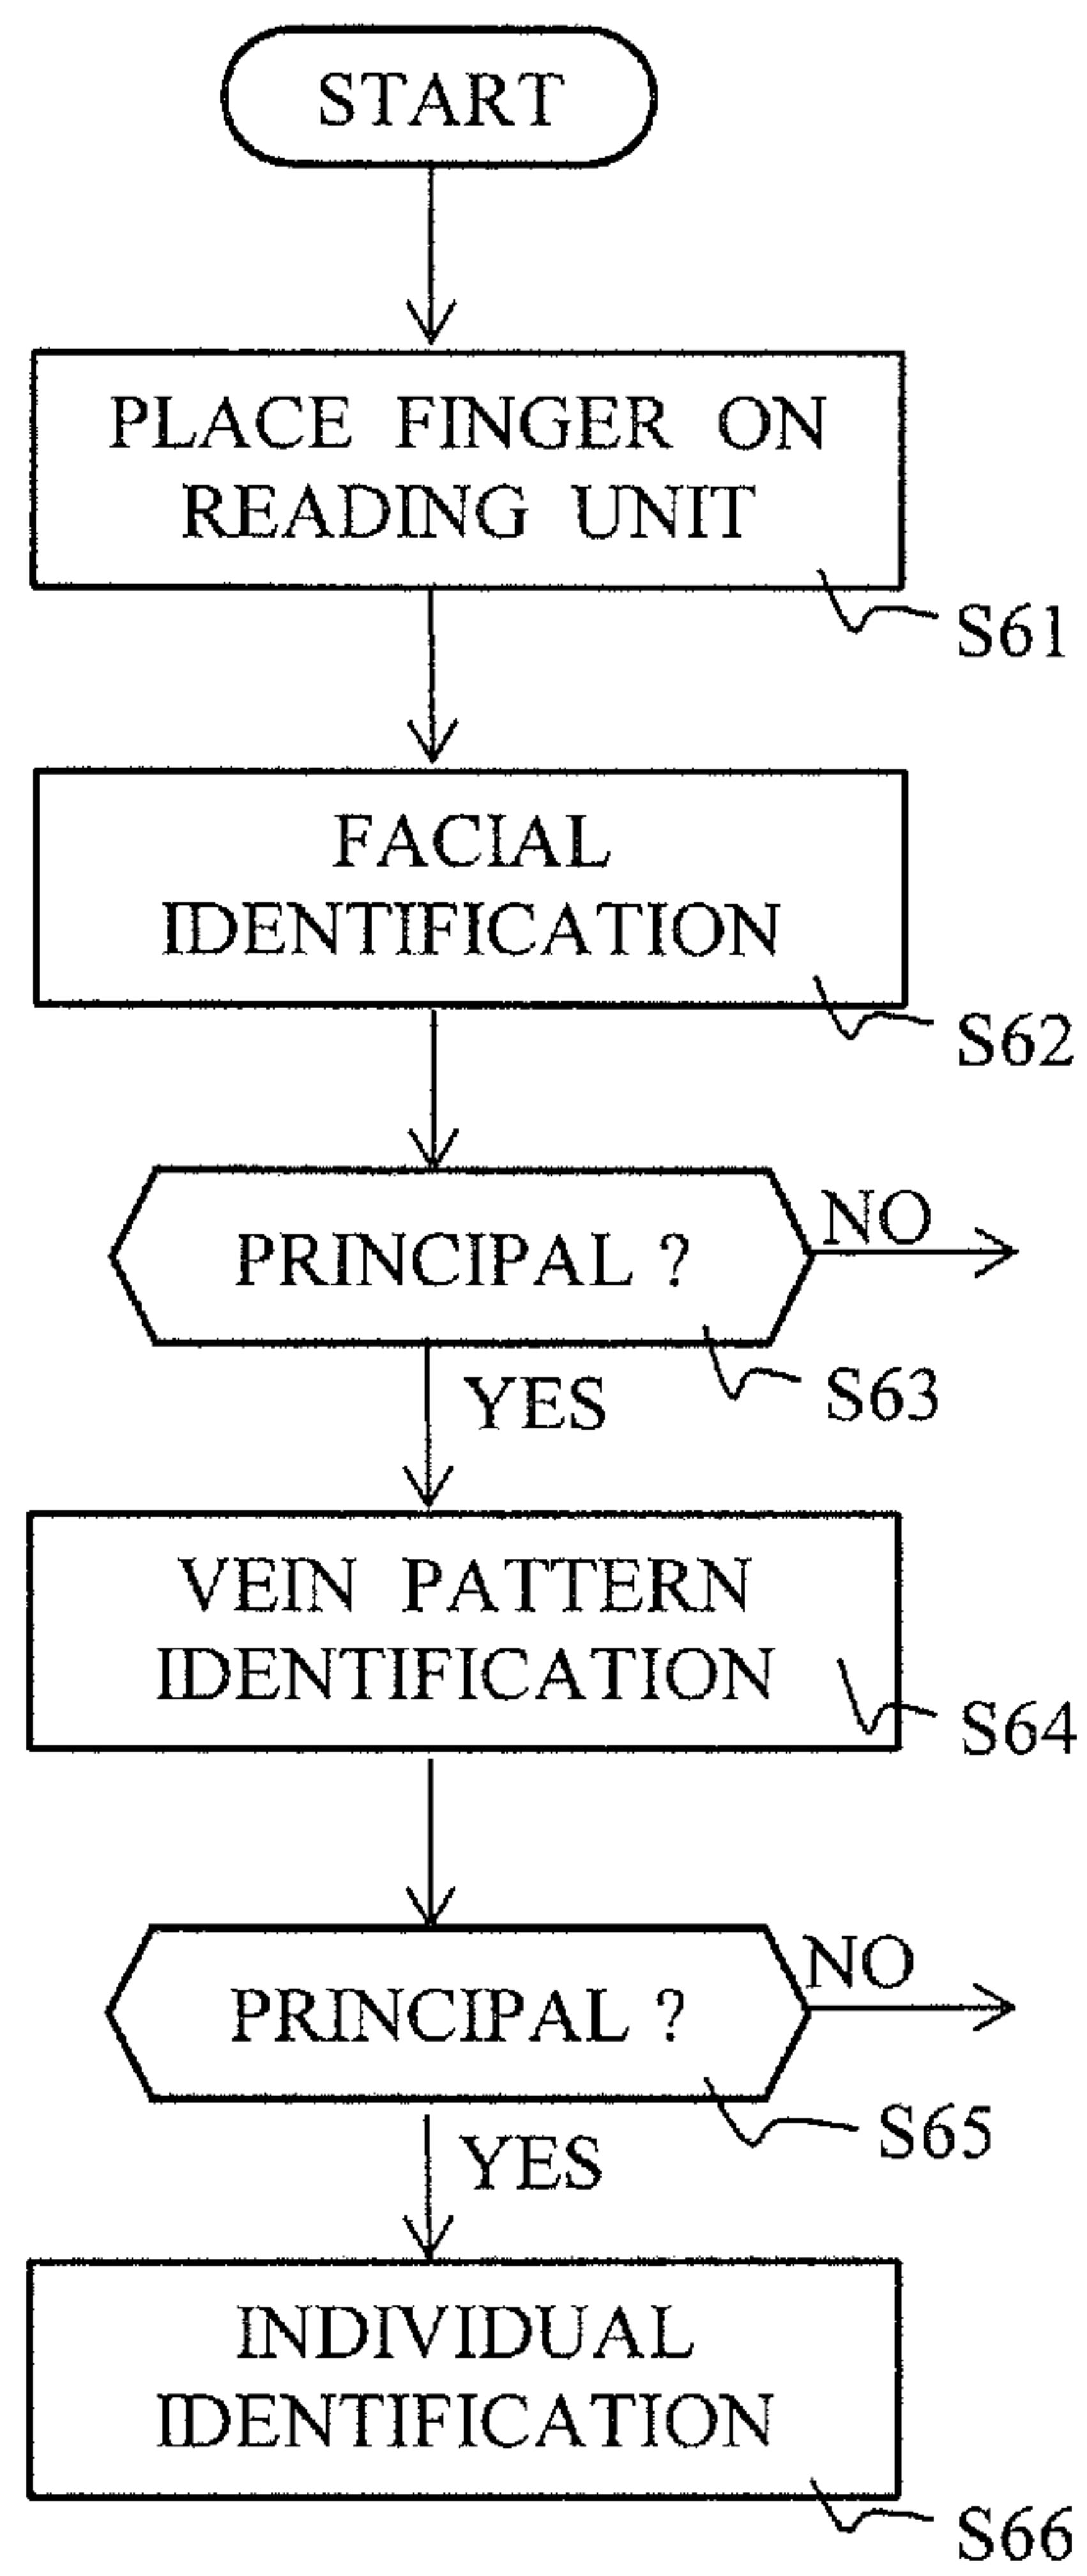 START
PLACE FINGER ON
READING UNIT
S61
FACIAL
IDENTIFICATION
S62
PRINCIPAL ?
NO
S63
YES
VEIN PATTERN
IDENTIFICATION
S64
PRINCIPAL ?
NO
S65
YES
INDIVIDUAL
IDENTIFICATION
S66